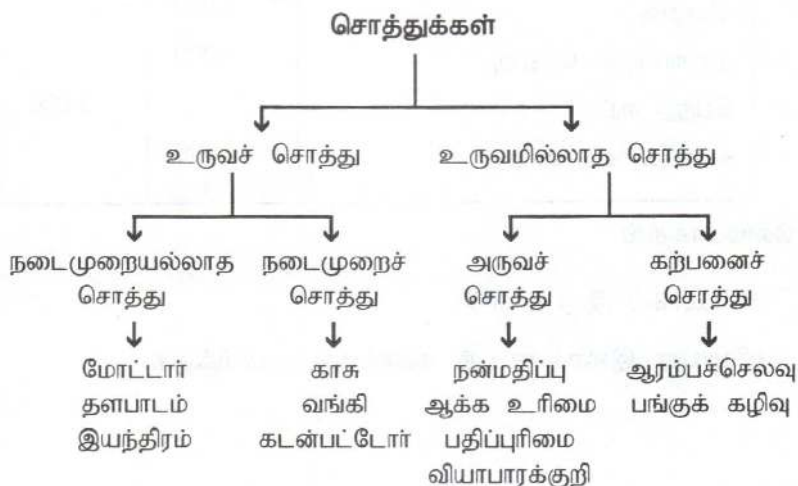 சொத்துக்கள்
உருவச் சொத்து
உருவமில்லாத சொத்து
நடைமுறையல்லாத
சொத்து
நடைமுறைச்
சொத்து
அருவச்
சொத்து
கற்பனைச்
சொத்து
மோட்டார்
தளபாடம்
இயந்திரம்
காசு
வங்கி
கடன்பட்டோர்
நன்மதிப்பு
ஆக்க உரிமை
பதிப்புரிமை
வியாபாரக்குறி
ஆரம்பச்செலவு
பங்குக் கழிவு